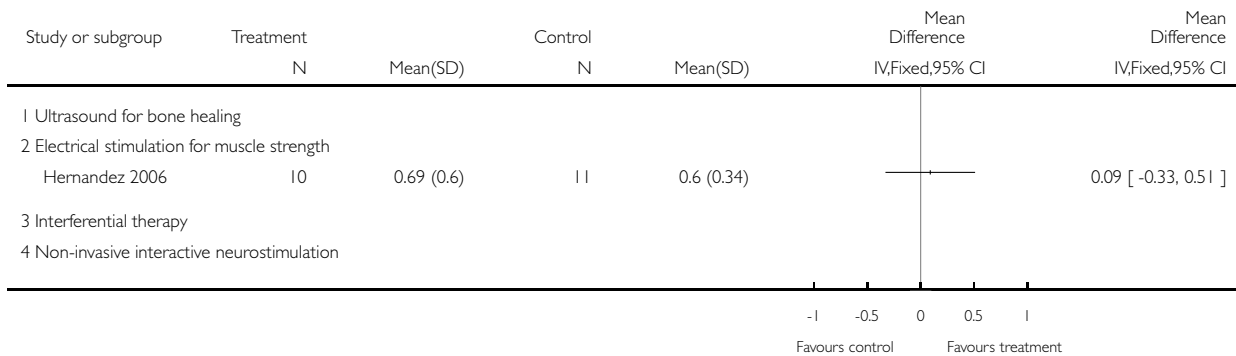 Study or subgroup Treatment Control Mean Difference Mean Difference
N Mean(SD) N Mean(SD) IV,Fixed,95% CI IV,Fixed,95% CI
1 Ultrasound for bone healing
2 Electrical stimulation for muscle strength
Hernandez 2006 10 0.69 (0.6) 11 0.6 (0.34) 0.09 [ -0.33, 0.51 ]
3 Interferential therapy
4 Non-invasive interactive neurostimulation
-1 -0.5 0 0.5 1
Favours control Favours treatment